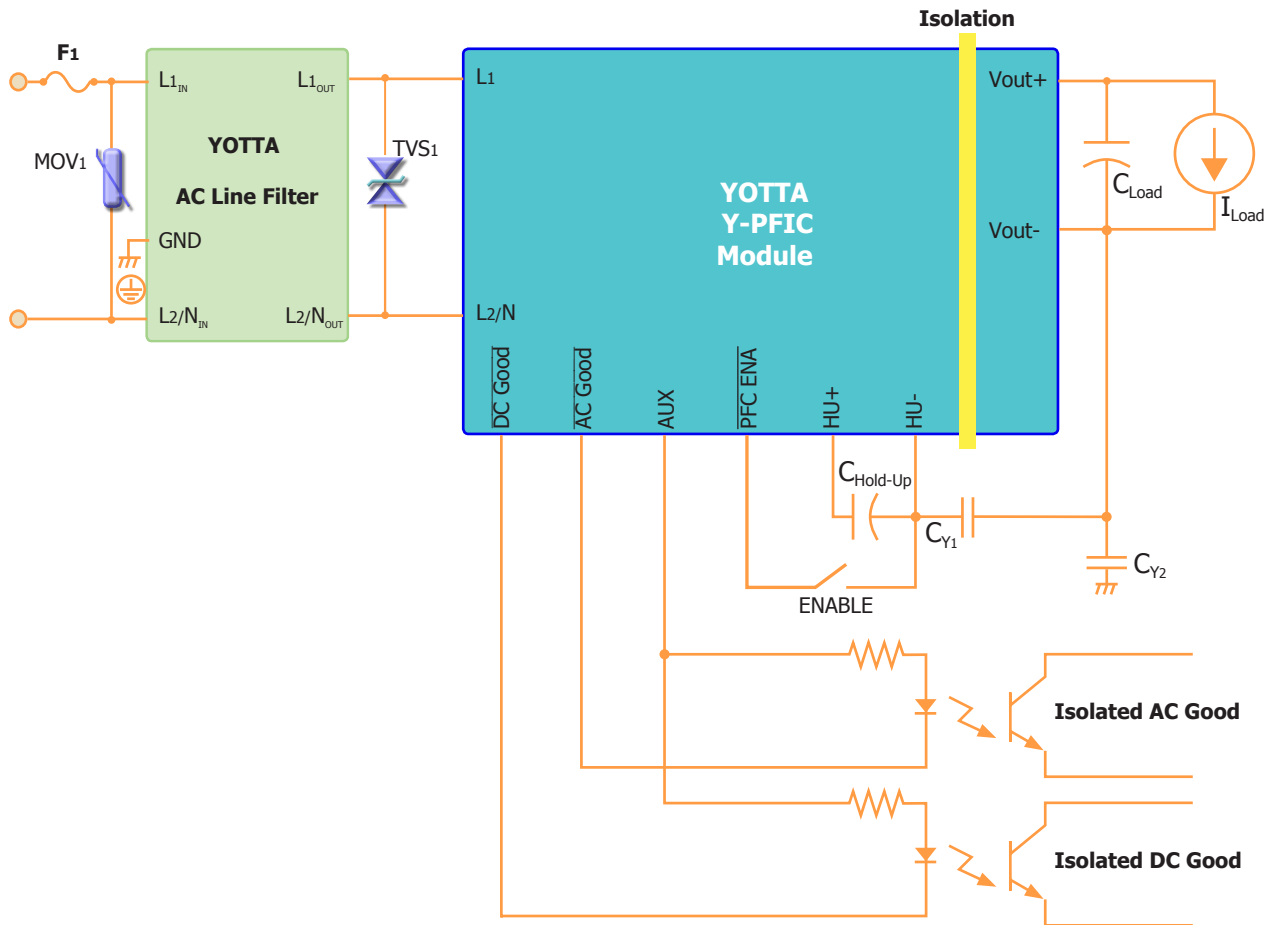 Isolation
F1
L1IN
L1OUT
L1
Vout+
YOTTA
MOV1
TVS1
AC Line Filter
YOTTA
Y-PFIC
Module
CLoad
ILoad
GND
Vout-
L2/NIN
L2/NOUT
L2/N
DC Good
AC Good
AUX
PFC ENA
HU+
HU-
CHold-Up
CY1
CY2
ENABLE
Isolated AC Good
Isolated DC Good